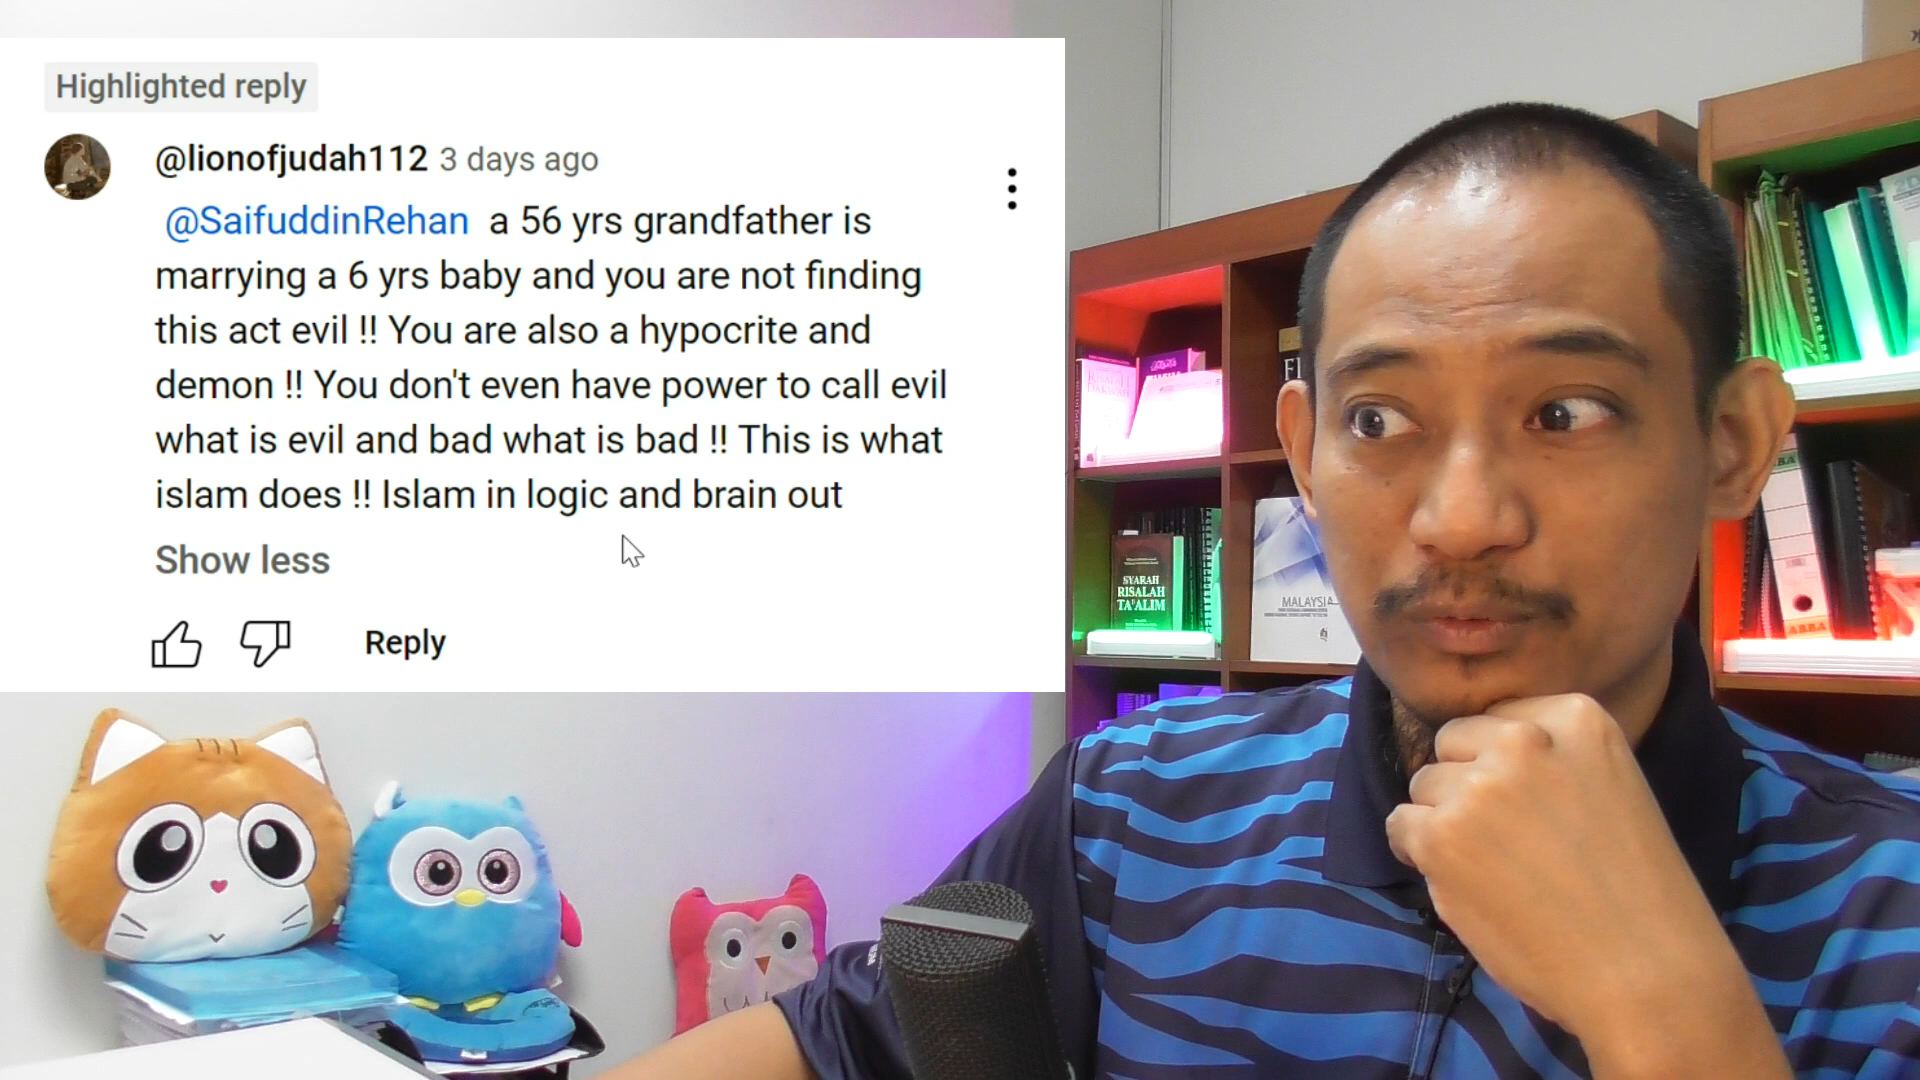 Highlighted reply
@lionofjudah112 3 days ago
@SaifuddinRehan a 56 yrs grandfather is
marrying a 6 yrs baby and you are not finding
this act evil !! You are also a hypocrite and
demon !! You don't even have power to call evil
what is evil and bad what is bad !! This is what
islam does !! Islam in logic and brain out
Show less
Reply
SYARAH
RISALAH
TA'ALIM
MALAYSIA
ABBA